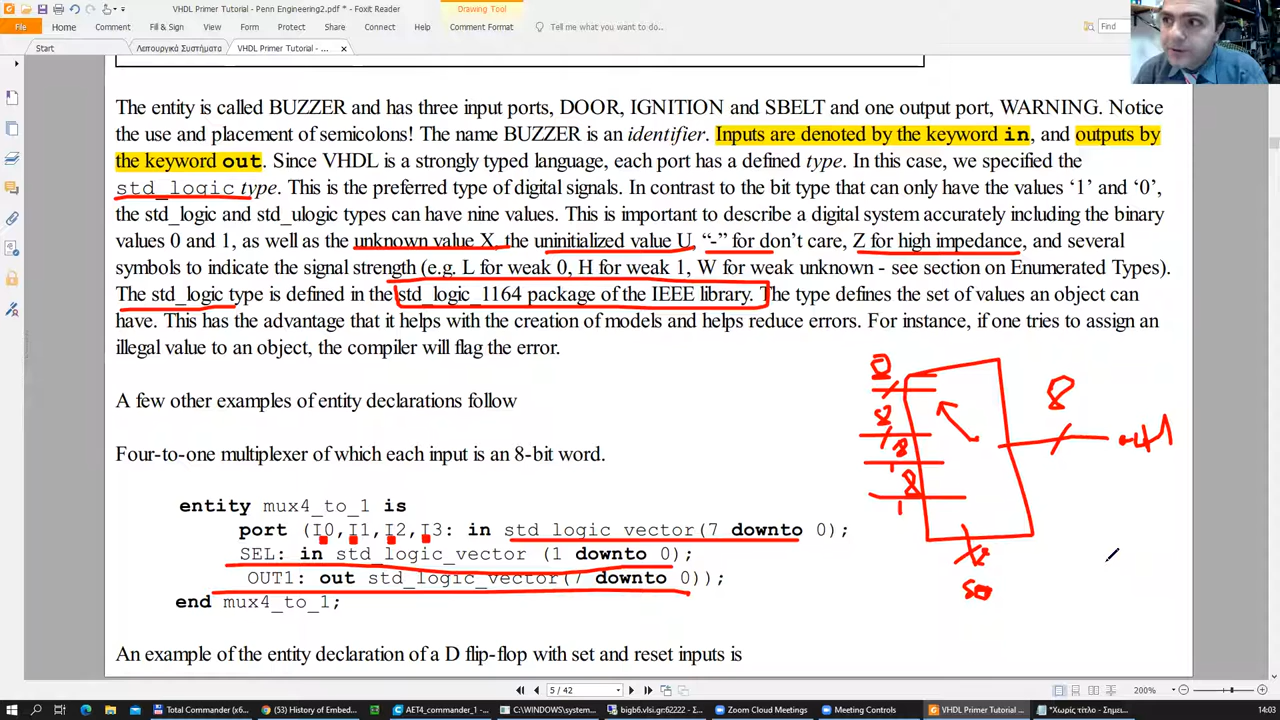 VHDL Primer Tutorial - Penn Engineering2.pdf * - Foxit Reader
Drawing Tool
File Home Comment Fill & Sign View Form Protect Share Connect Help Comment Format Tell me what you want to do...
Find
Start Λειτουργικά Συστήματα VHDL Primer Tutorial - ...
The entity is called BUZZER and has three input ports, DOOR, IGNITION and SBELT and one output port, WARNING. Notice
the use and placement of semicolons! The name BUZZER is an identifier. Inputs are denoted by the keyword in, and outputs by
the keyword out. Since VHDL is a strongly typed language, each port has a defined type. In this case, we specified the
std_logic type. This is the preferred type of digital signals. In contrast to the bit type that can only have the values ‘1’ and ‘0’,
the std_logic and std_ulogic types can have nine values. This is important to describe a digital system accurately including the binary
values 0 and 1, as well as the unknown value X, the uninitialized value U, “-” for don’t care, Z for high impedance, and several
symbols to indicate the signal strength (e.g. L for weak 0, H for weak 1, W for weak unknown - see section on Enumerated Types).
The std_logic type is defined in the std_logic_1164 package of the IEEE library. The type defines the set of values an object can
have. This has the advantage that it helps with the creation of models and helps reduce errors. For instance, if one tries to assign an
illegal value to an object, the compiler will flag the error.
8
8
A few other examples of entity declarations follow
8
8
8
Four-to-one multiplexer of which each input is an 8-bit word.
entity mux4_to_1 is
port (I0,I1,I2,I3: in std_logic_vector(7 downto 0);
SEL: in std_logic_vector (1 downto 0);
OUT1: out std_logic_vector(7 downto 0));
end mux4_to_1;
An example of the entity declaration of a D flip-flop with set and reset inputs is
5 / 42
200%
Total Commander (x6... (53) History of Embed... AET4_commander_1 - ... C:\WINDOWS\system... bigb6.vlsi.gr:62222 - S... Zoom Cloud Meetings Meeting Controls VHDL Primer Tutorial ... *Χωρίς τίτλο - Σημει... 14:03